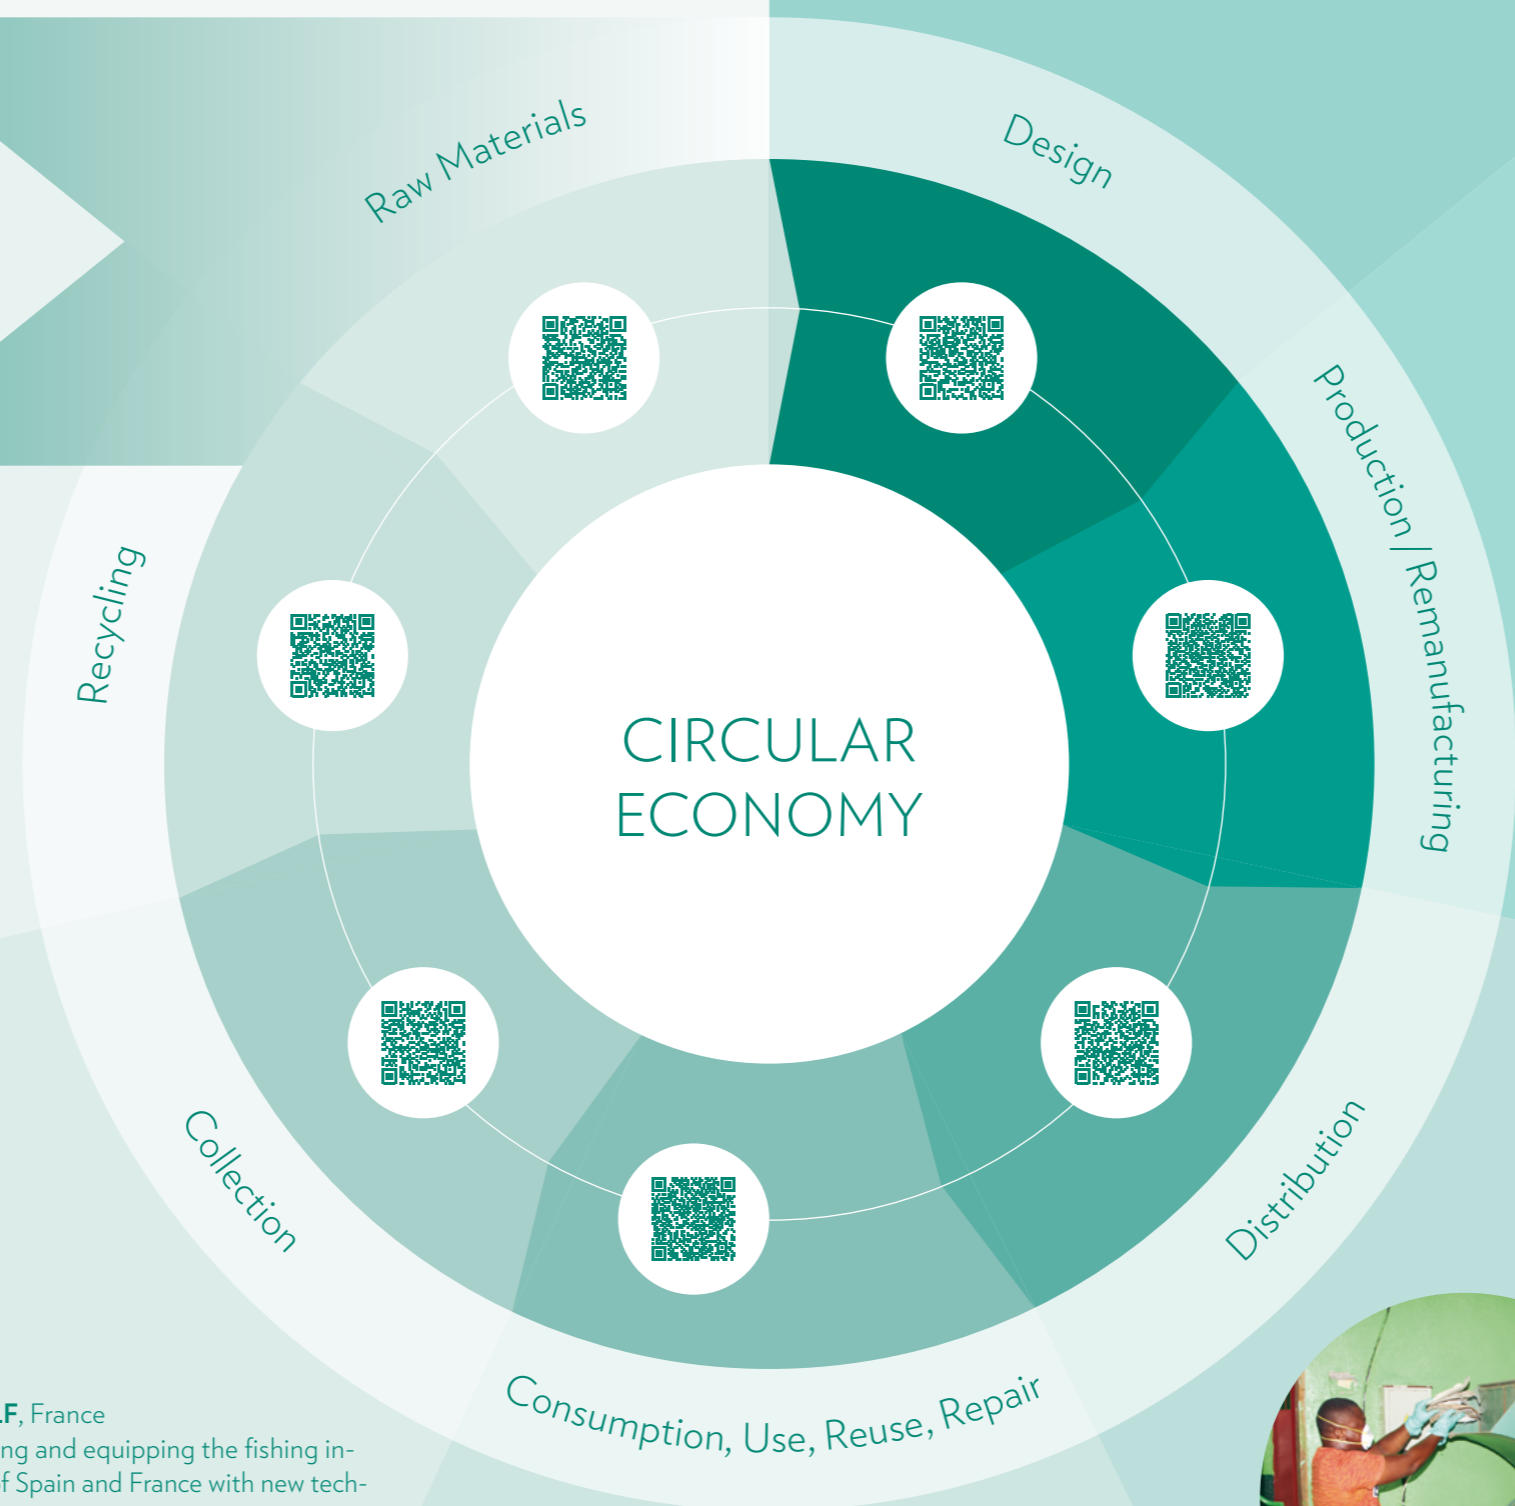 Raw Materials
Design
Production/Remanufacturing
Recycling
CIRCULAR
ECONOMY
Collection
Distribution
Consumption, Use, Reuse, Repair
LF, France
ng and equipping the fishing in-
f Spain and France with new tech-